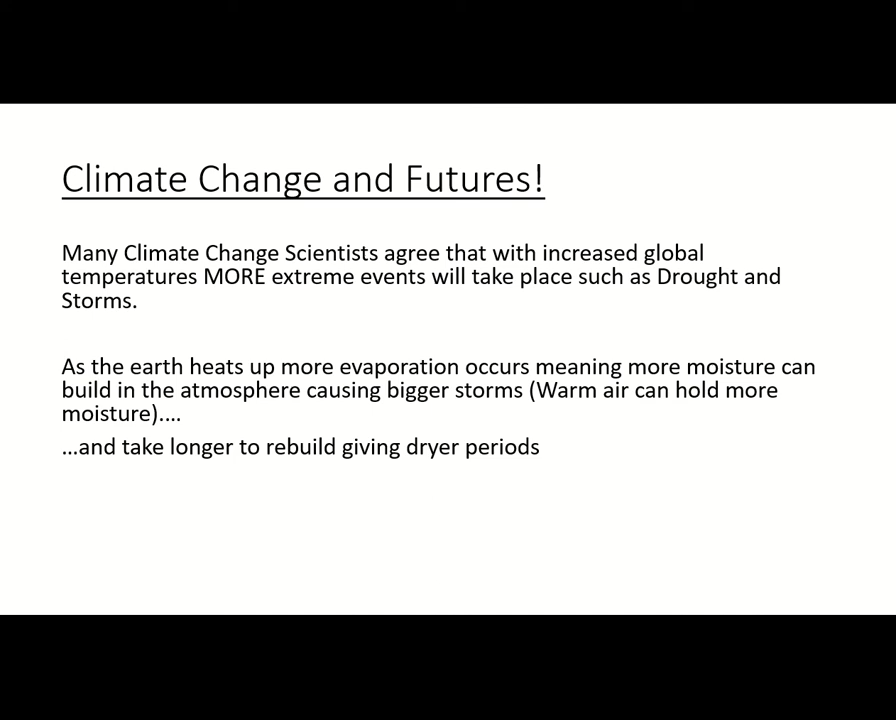 Climate Change and Futures!
Many Climate Change Scientists agree that with increased global
temperatures MORE extreme events will take place such as Drought and
Storms.
As the earth heats up more evaporation occurs meaning more moisture can
build in the atmosphere causing bigger storms (Warm air can hold more
moisture)....
...and take longer to rebuild giving dryer periods